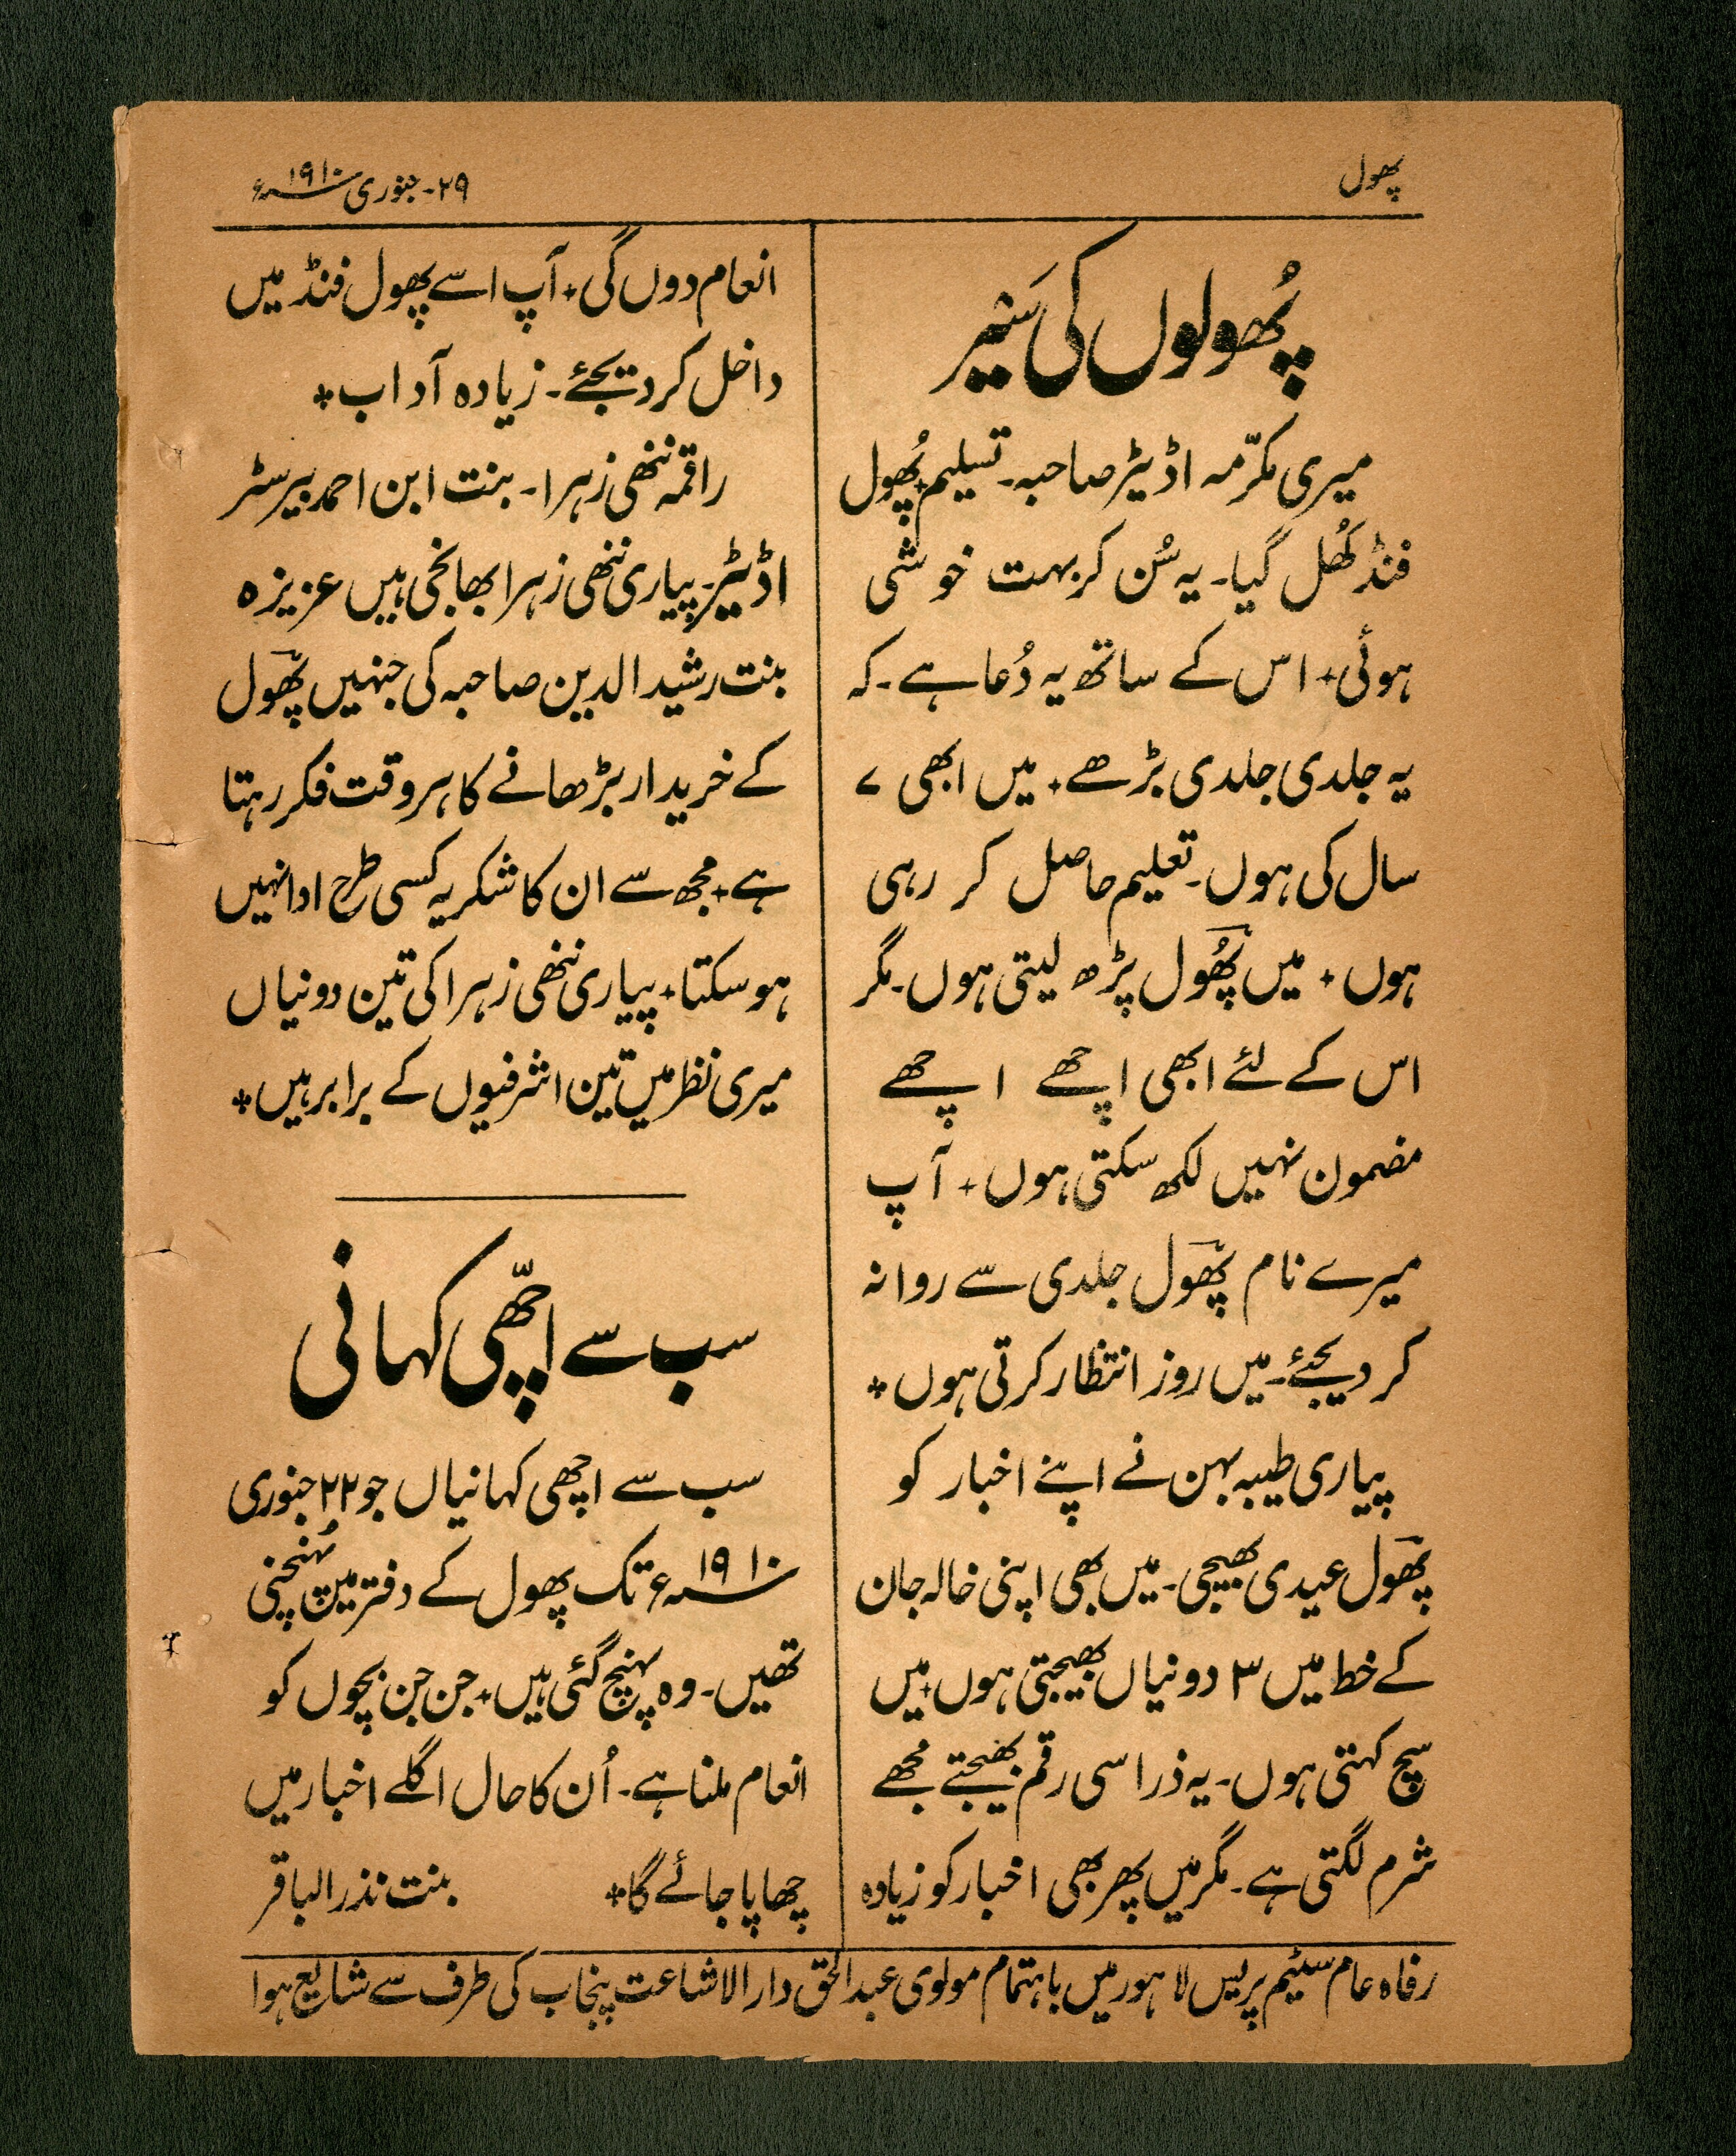 پھول
۲۹۔ جنوری سنہ ۱۹۱۰ء
پُھولوں کی سَیر
میری مکرّمہ اڈیٹر صاحبہ۔ تسلیم + پُھول
فنڈ کُھل گیا۔ یہ سُن کر بہت خوشی
ہوئی + اس کے ساتھ یہ دُعا ہے۔ کہ
یہ جلدی جلدی بڑھے + میں ابھی ۷
سال کی ہوں۔ تعلیم حاصل کر رہی
ہوں + میں پُھول پڑھ لیتی ہوں۔ مگر
اس کے لئے ابھی اچھے اچھے
مضمون نہیں لکھ سکتی ہوں + آپ
میرے نام پھول جلدی سے روانہ
کر دیجئے۔ میں روز انتظار کرتی ہوں +
پیاری طیبہ بہن نے اپنے اخبار کو
پھول عیدی بھیجی۔ میں بھی اپنی خالہ جان
کے خط میں ۳ دونیاں بھیجتی ہوں + میں
سچ کہتی ہوں۔ یہ ذرا سی رقم بھیجتے مجھے
شرم لگتی ہے۔ مگر میں پھر بھی اخبار کو زیادہ
انعام دوں گی + آپ اسے پھول فنڈ میں
داخل کر دیجئے۔ زیادہ آداب +
راقمہ ننھی زہرا۔ بنت ابن احمد بیرسٹر
اڈیٹر۔ پیاری ننھی زہرا بھانجی ہیں عزیزہ
بنت رشید الدین صاحبہ کی جنہیں پھول
کے خریدار بڑھانے کا ہر وقت فکر رہتا
ہے + مجھ سے ان کا شکریہ کسی طرح ادا نہیں
ہو سکتا + پیاری ننھی زہرا کی تین دونیاں
میری نظر میں تین اشرفیوں کے برابر ہیں +
سب سے اچّھی کہانی
سب سے اچھی کہانیاں جو ۲۲ جنوری
سنہ ۱۹۱۰ء تک پھول کے دفتر میں پُہنچنی
تھیں۔ وہ پہنچ گئی ہیں + جن جن بچوں کو
انعام ملنا ہے۔ اُن کا حال اگلے اخبار میں
چھاپا جائے گا + بنت نذر الباقر
رفاہ عام سٹیم پریس لاہور میں باہتمام مولوی عبدالحق دارالاشاعت پنجاب کی طرف سے شایع ہوا